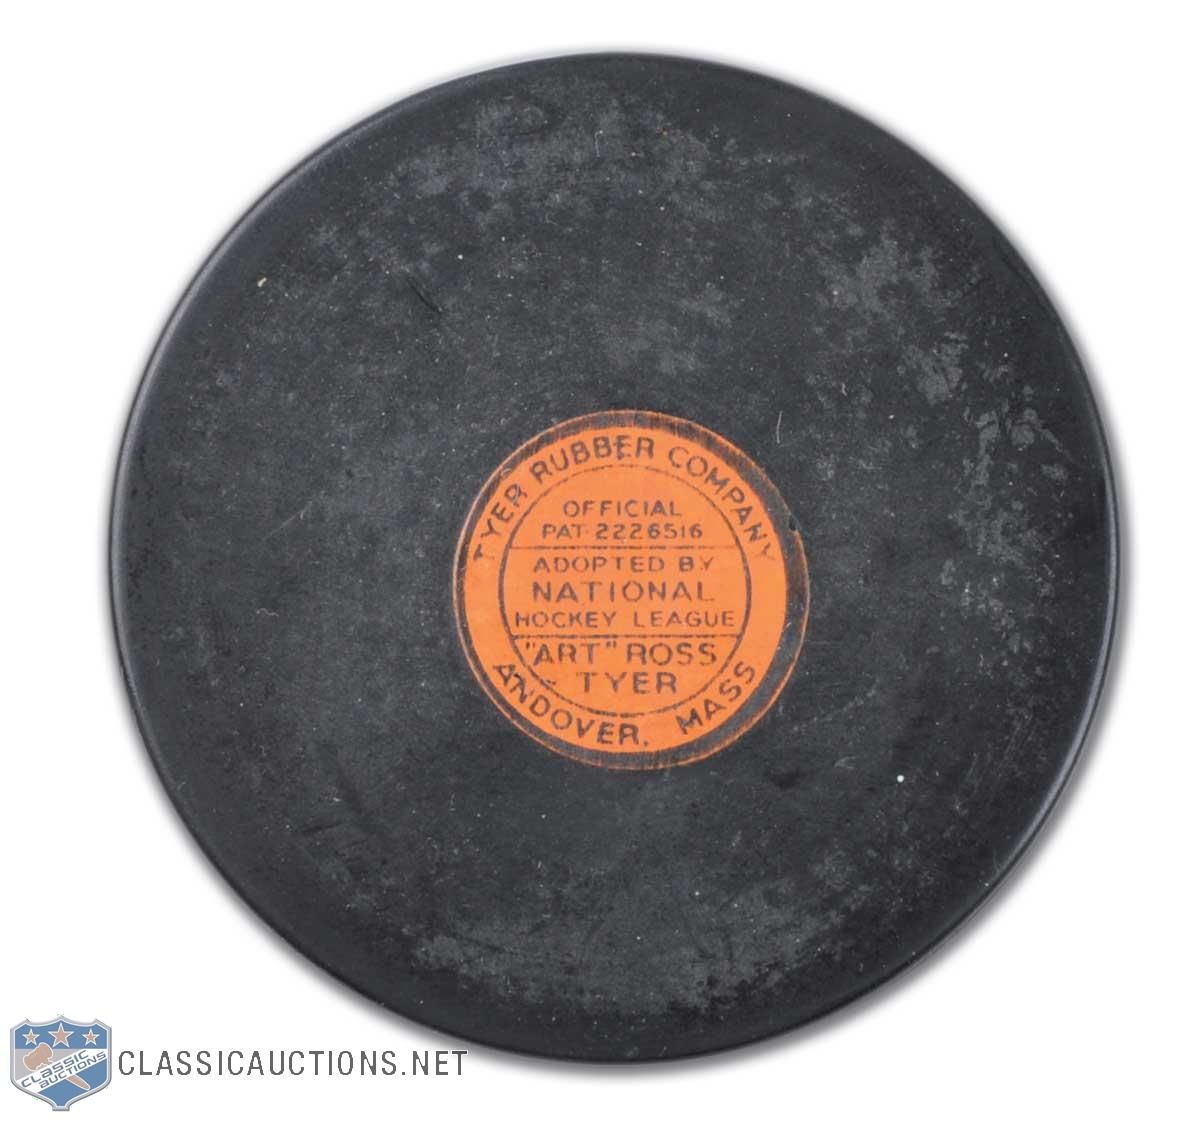 TYER RUBBER COMPANY
OFFICIAL
PAT. 2226516
ADOPTED BY
NATIONAL
HOCKEY LEAGUE
"ART" ROSS
TYER
ANDOVER, MASS
CLASSIC
AUCTIONS
CLASSICAUCTIONS.NET